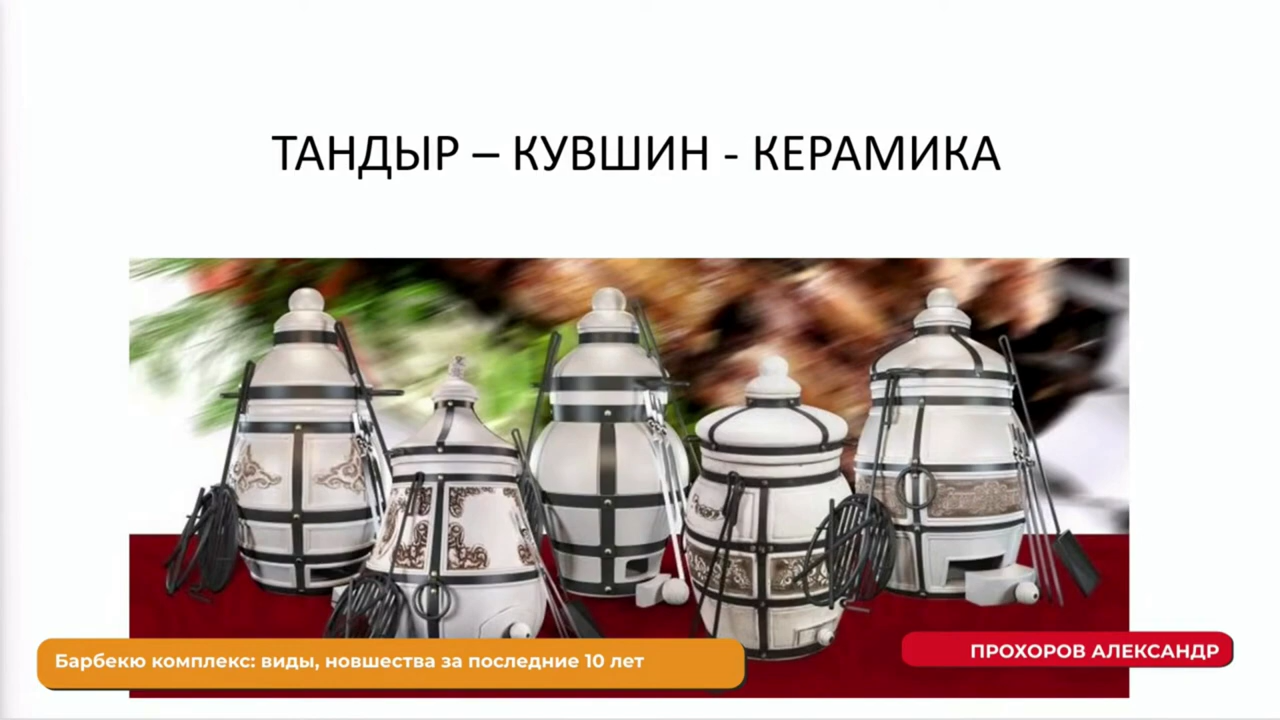 ТАНДЫР – КУВШИН - КЕРАМИКА
Барбекю комплекс: виды, новшества за последние 10 лет
ПРОХОРОВ АЛЕКСАНДР